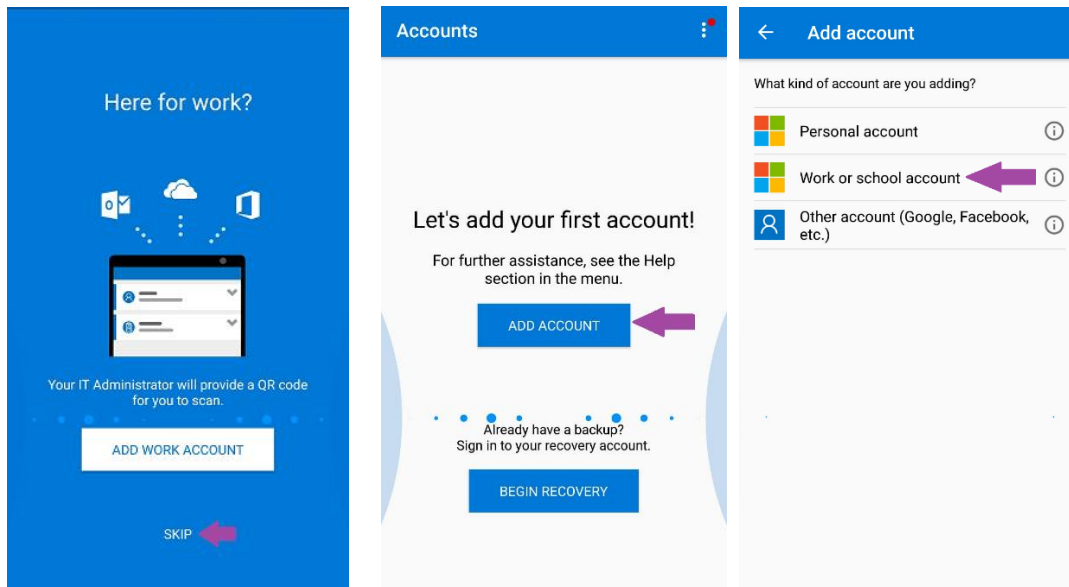 Here for work?
Your IT Administrator will provide a QR code
for you to scan.
ADD WORK ACCOUNT
SKIP
Accounts
Let's add your first account!
For further assistance, see the Help
section in the menu.
ADD ACCOUNT
Already have a backup?
Sign in to your recovery account.
BEGIN RECOVERY
Add account
What kind of account are you adding?
Personal account
Work or school account
Other account (Google, Facebook,
etc.)